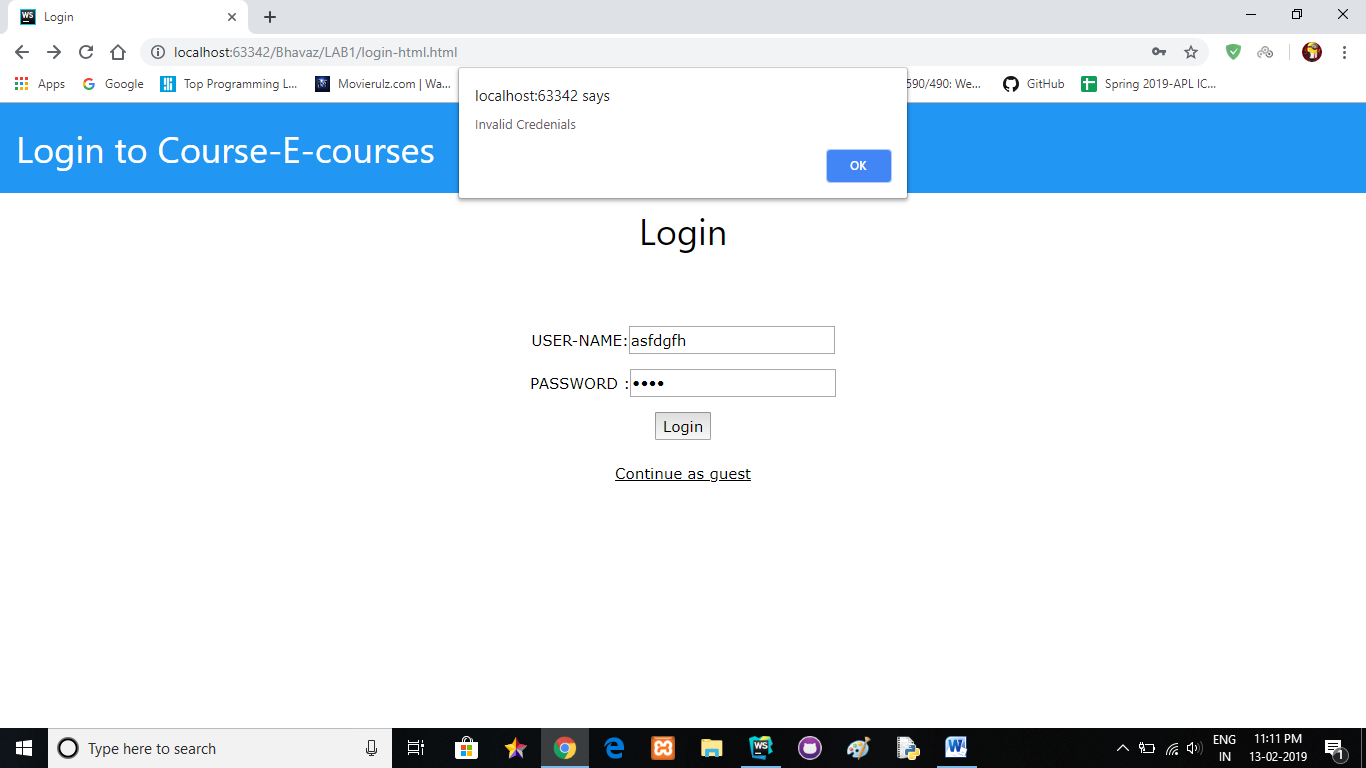 Login
localhost:63342/Bhavaz/LAB1/login-html.html
Apps Google Top Programming L... Movierulz.com | Wa... 590/490: We... GitHub Spring 2019-APL IC...
localhost:63342 says
Invalid Credenials
OK
Login to Course-E-courses
Login
USER-NAME: asfdgfh
PASSWORD : ••••
Login
Continue as guest
Type here to search
ENG
IN
11:11 PM
13-02-2019
1